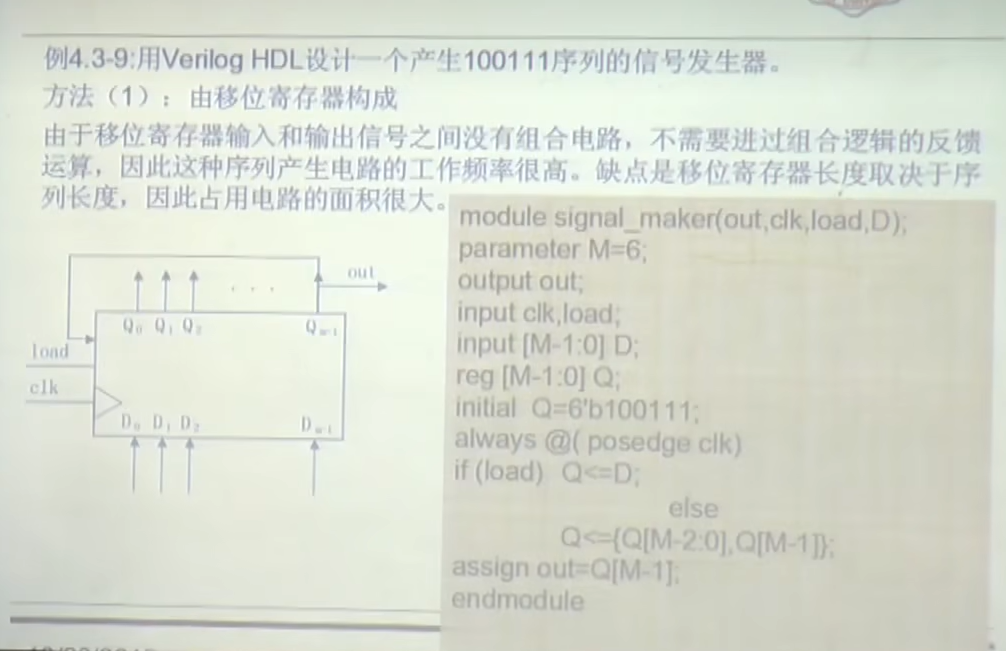 例4.3-9:用Verilog HDL设计一个产生100111序列的信号发生器。
方法（1）：由移位寄存器构成
由于移位寄存器输入和输出信号之间没有组合电路，不需要进过组合逻辑的反馈
运算，因此这种序列产生电路的工作频率很高。缺点是移位寄存器长度取决于序
列长度，因此占用电路的面积很大。
out
Q0 Q1 Q2 . . . Qm-1
load
clk
D0 D1 D2 Dm-1
module signal_maker(out,clk,load,D);
parameter M=6;
output out;
input clk,load;
input [M-1:0] D;
reg [M-1:0] Q;
initial Q=6'b100111;
always @( posedge clk)
if (load) Q<=D;
else
Q<={Q[M-2:0],Q[M-1]};
assign out=Q[M-1];
endmodule